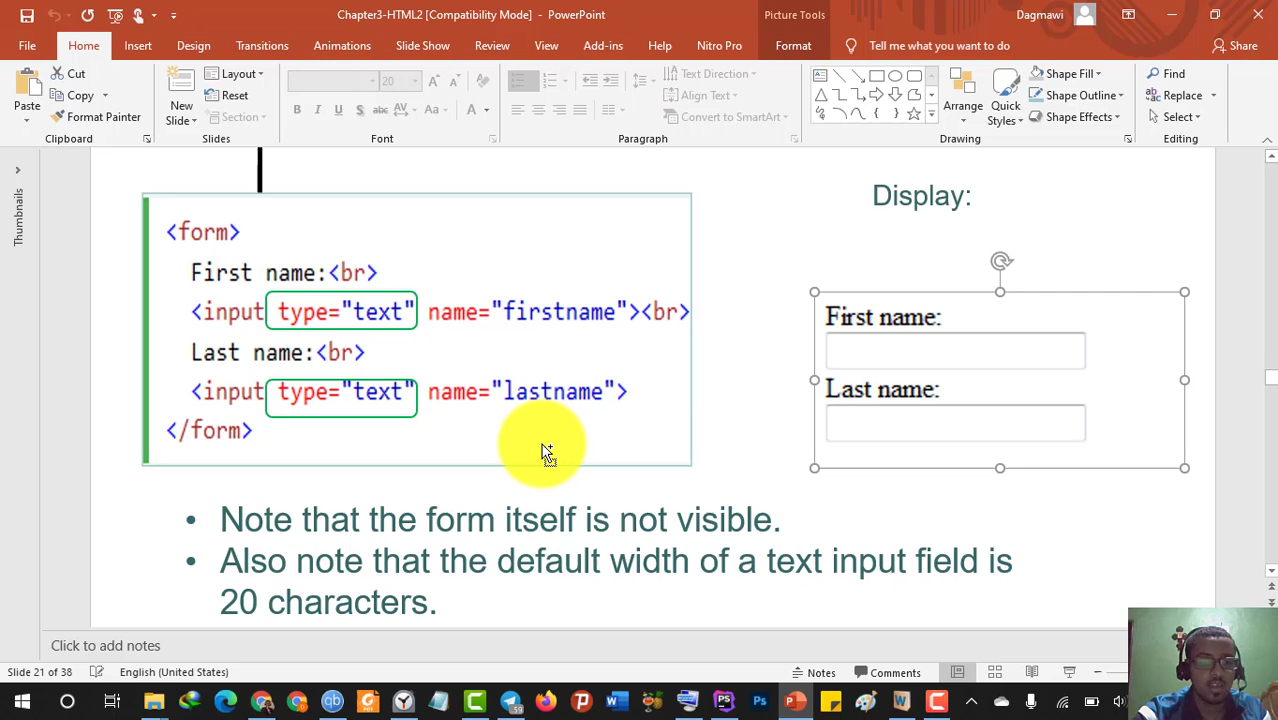 Chapter3-HTML2 [Compatibility Mode] - PowerPoint
Picture Tools
Dagmawi
File Home Insert Design Transitions Animations Slide Show Review View Add-ins Help Nitro Pro Format Tell me what you want to do Share
Paste
Cut
Copy
Format Painter
Clipboard
New Slide
Layout
Reset
Section
Slides
20
Font
Text Direction
Align Text
Convert to SmartArt
Paragraph
Arrange
Quick Styles
Shape Fill
Shape Outline
Shape Effects
Drawing
Find
Replace
Select
Editing
Thumbnails
<form>
First name:<br>
<input type="text" name="firstname"><br>
Last name:<br>
<input type="text" name="lastname">
</form>
Display:
First name:
Last name:
• Note that the form itself is not visible.
• Also note that the default width of a text input field is
20 characters.
Click to add notes
Slide 21 of 38 English (United States) Notes Comments